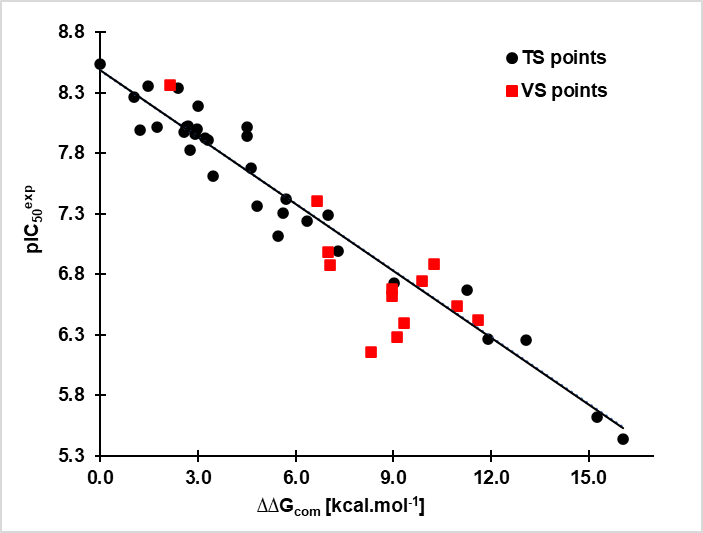 8.8
8.3
7.8
7.3
6.8
6.3
5.8
5.3
TS points
VS points
0.0 3.0 6.0 9.0 12.0 15.0
pIC₅₀ᵉˣᵖ
ΔΔGcom [kcal.mol⁻¹]